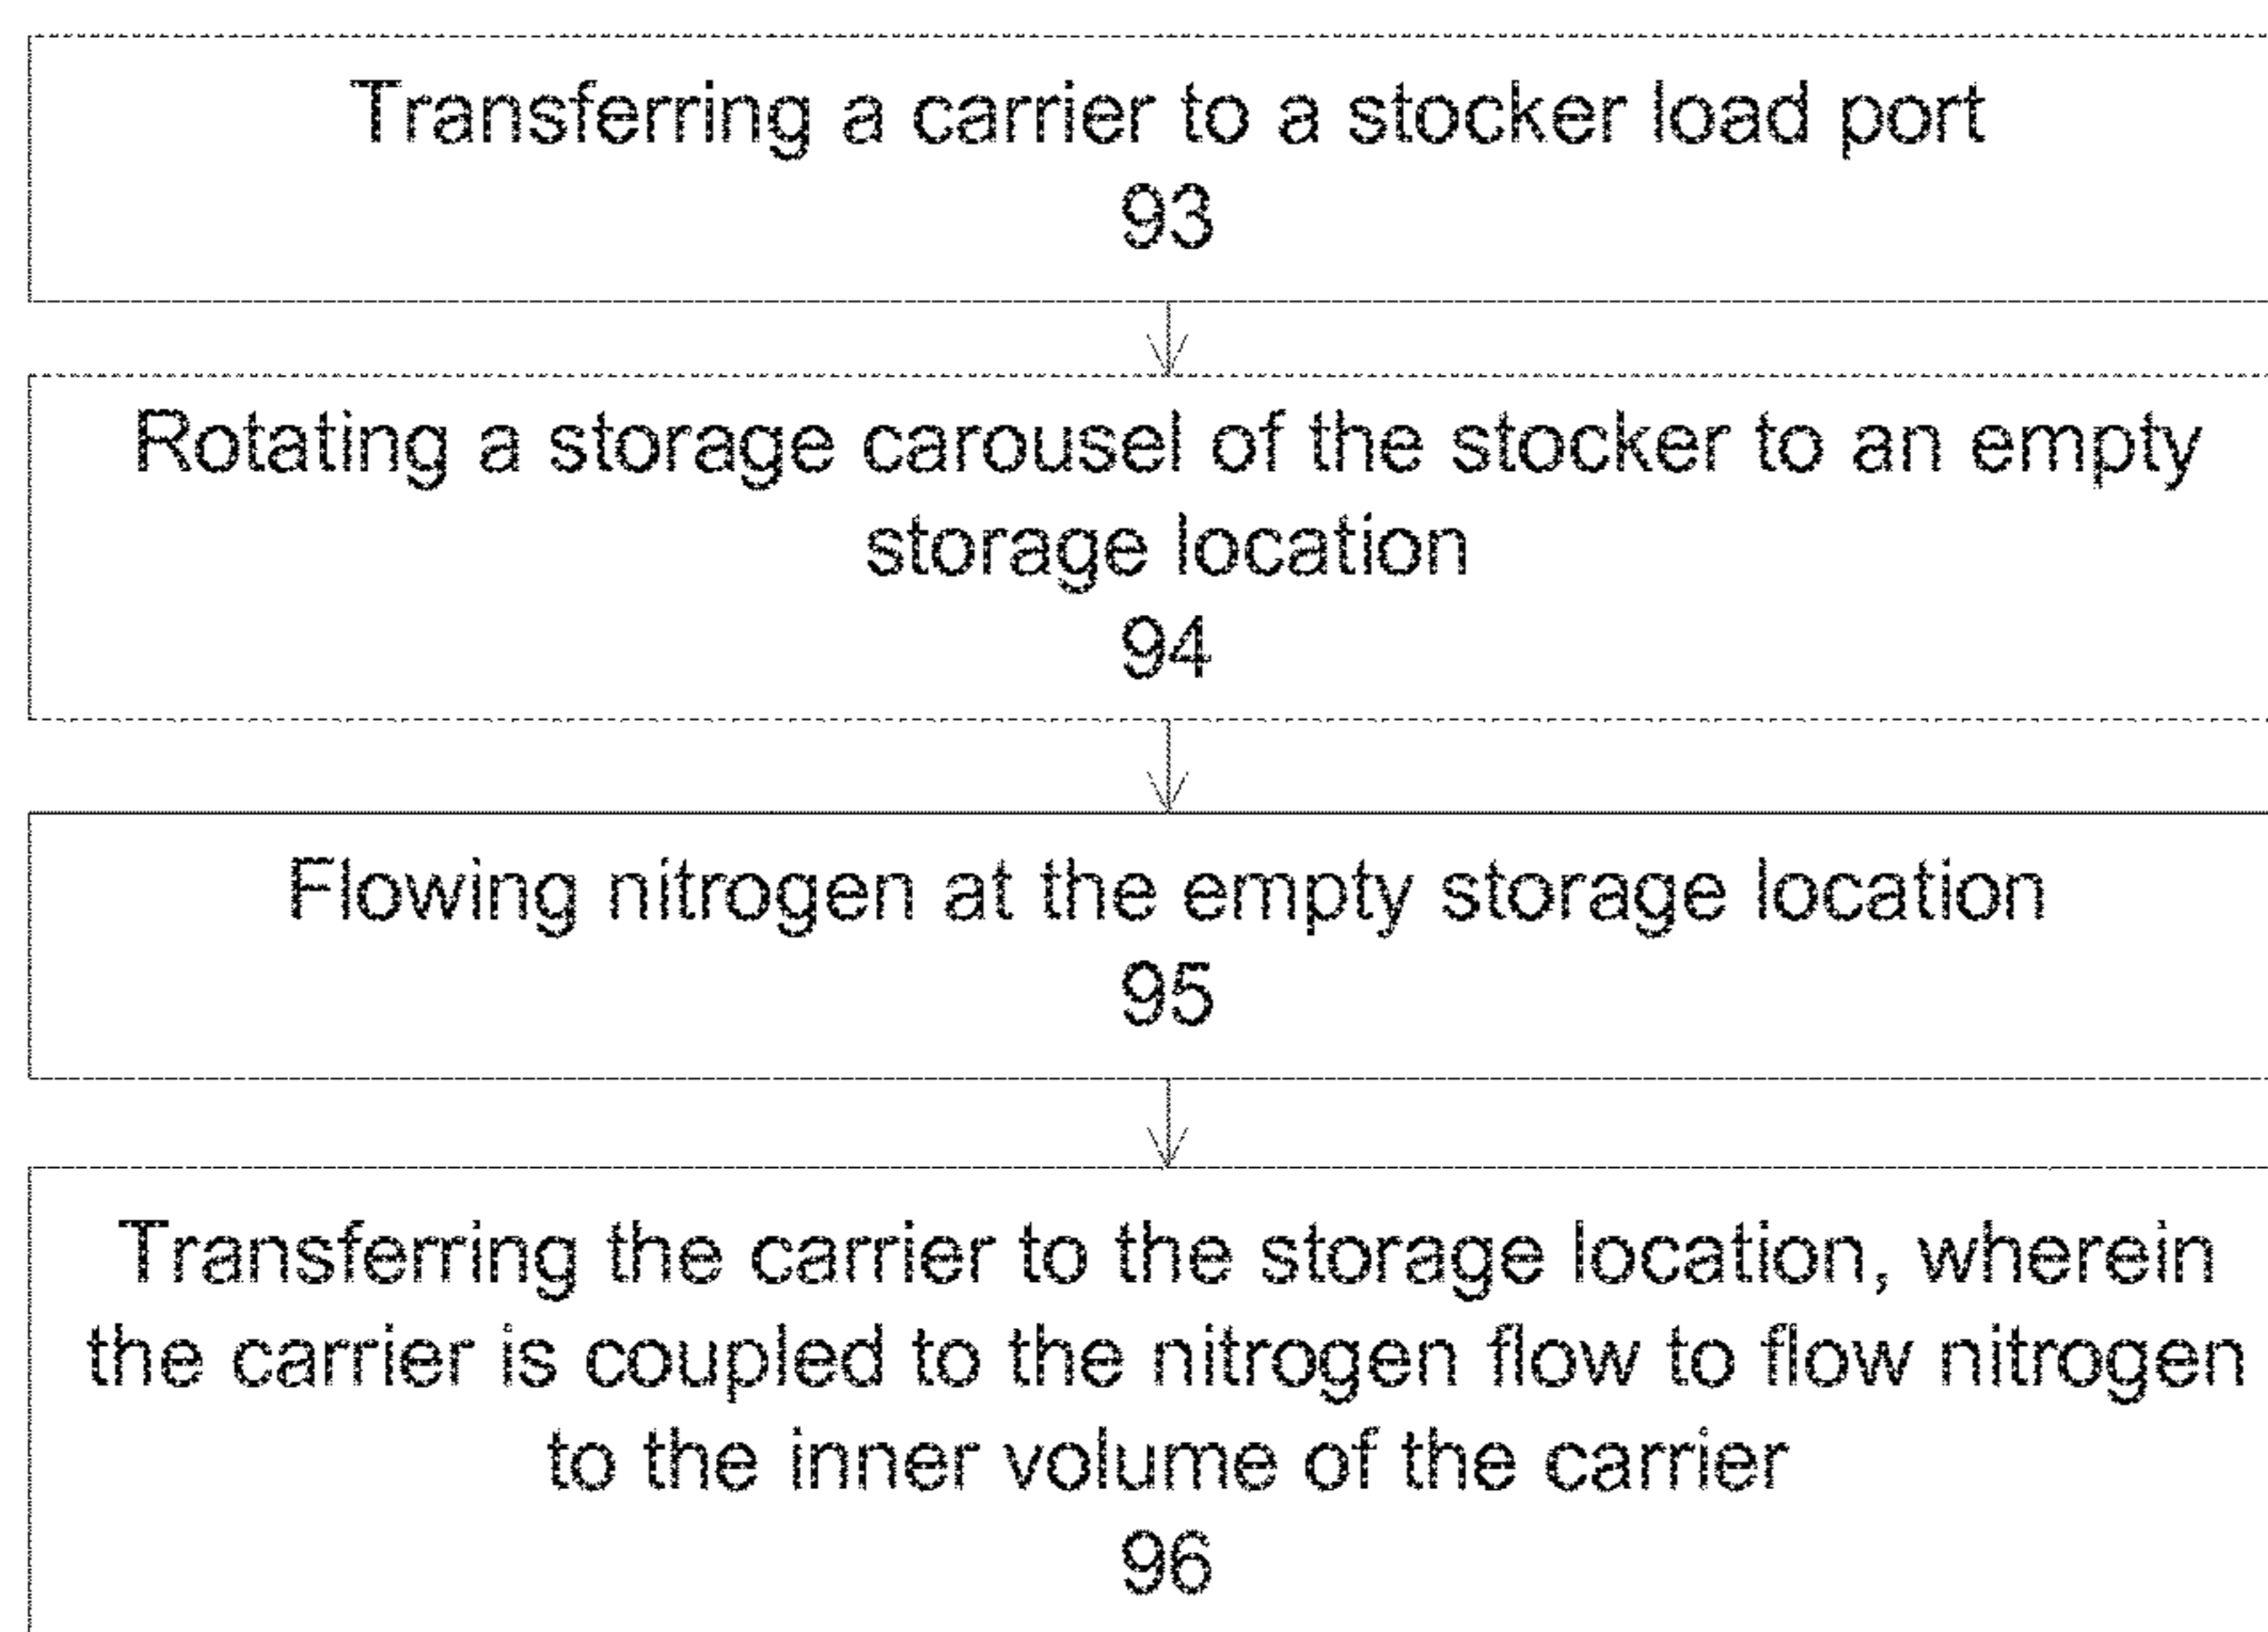 Transferring a carrier to a stocker load port
93
Rotating a storage carousel of the stocker to an empty
storage location
94
Flowing nitrogen at the empty storage location
95
Transferring the carrier to the storage location, wherein
the carrier is coupled to the nitrogen flow to flow nitrogen
to the inner volume of the carrier
96